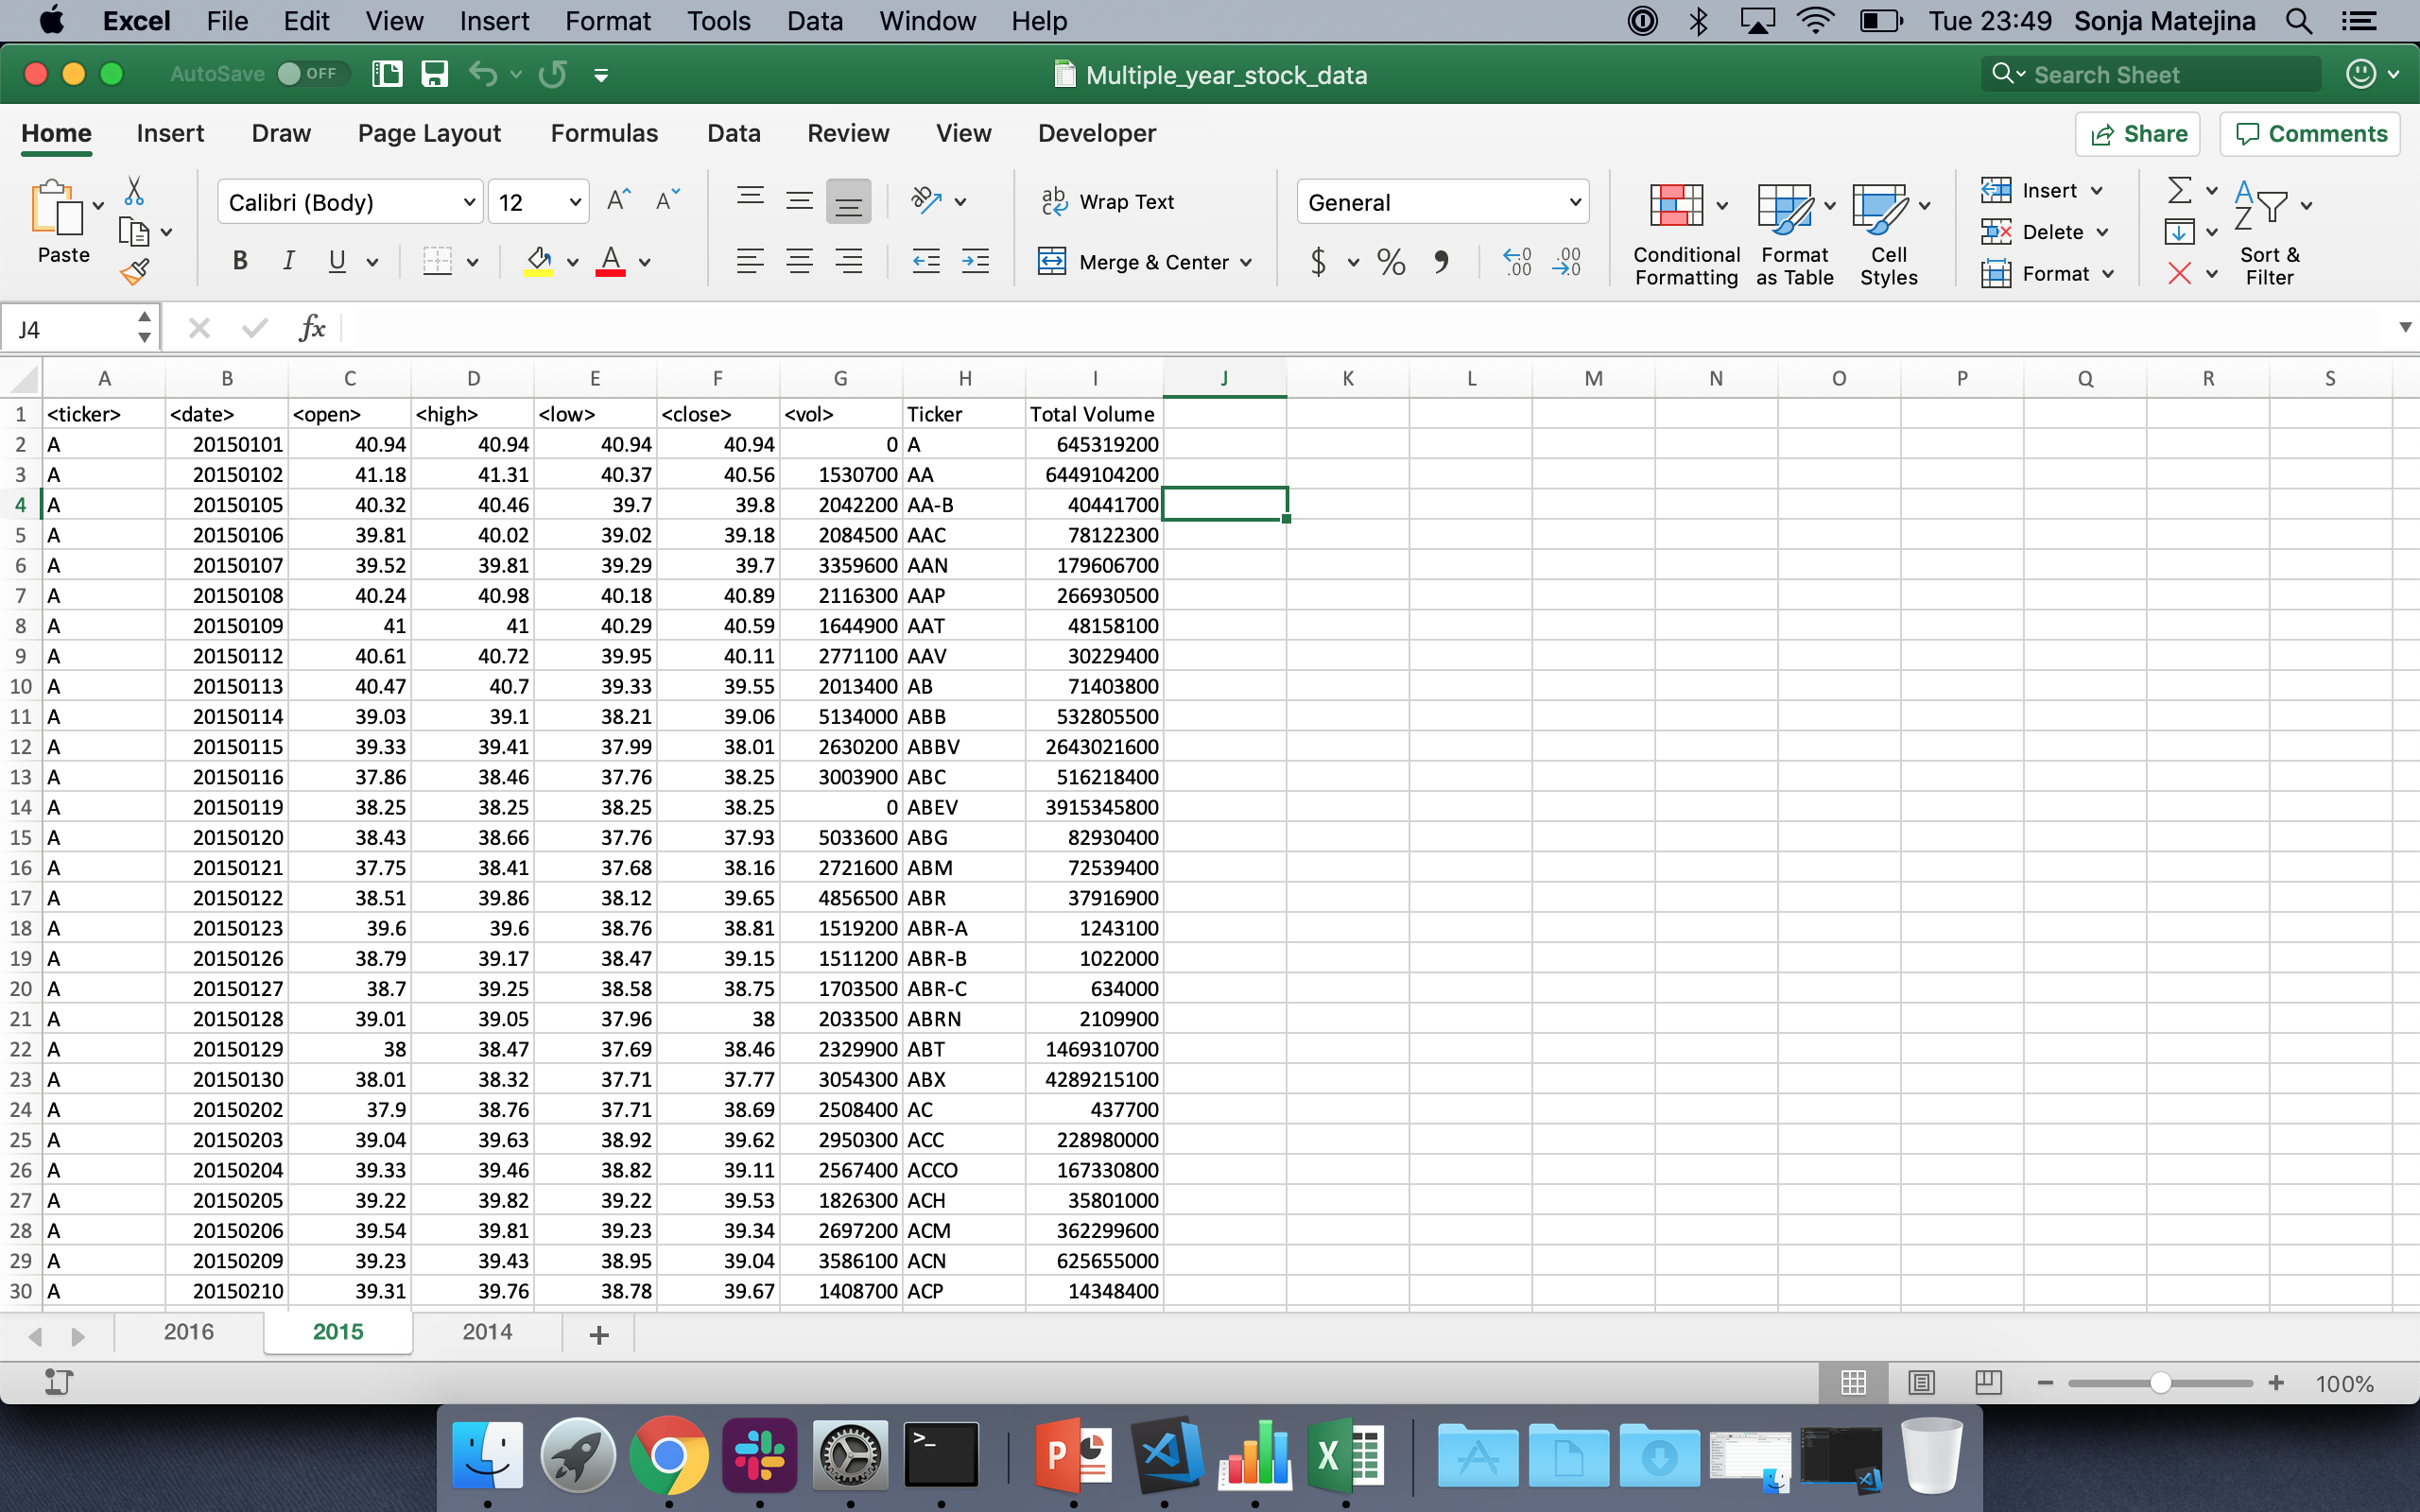 Excel File Edit View Insert Format Tools Data Window Help Tue 23:49 Sonja Matejina
AutoSave OFF Multiple_year_stock_data Search Sheet
Home Insert Draw Page Layout Formulas Data Review View Developer Share Comments
Paste Calibri (Body) 12 A A Wrap Text General Conditional Formatting Format as Table Cell Styles Insert Delete Format Sort & Filter
B I U A Merge & Center $ % .00 .00
J4 fx
A B C D E F G H I J K L M N O P Q R S
1 <ticker> <date> <open> <high> <low> <close> <vol> Ticker Total Volume
2 A 20150101 40.94 40.94 40.94 40.94 0 A 645319200
3 A 20150102 41.18 41.31 40.37 40.56 1530700 AA 6449104200
4 A 20150105 40.32 40.46 39.7 39.8 2042200 AA-B 40441700
5 A 20150106 39.81 40.02 39.02 39.18 2084500 AAC 78122300
6 A 20150107 39.52 39.81 39.29 39.7 3359600 AAN 179606700
7 A 20150108 40.24 40.98 40.18 40.89 2116300 AAP 266930500
8 A 20150109 41 41 40.29 40.59 1644900 AAT 48158100
9 A 20150112 40.61 40.72 39.95 40.11 2771100 AAV 30229400
10 A 20150113 40.47 40.7 39.33 39.55 2013400 AB 71403800
11 A 20150114 39.03 39.1 38.21 39.06 5134000 ABB 532805500
12 A 20150115 39.33 39.41 37.99 38.01 2630200 ABBV 2643021600
13 A 20150116 37.86 38.46 37.76 38.25 3003900 ABC 516218400
14 A 20150119 38.25 38.25 38.25 38.25 0 ABEV 3915345800
15 A 20150120 38.43 38.66 37.76 37.93 5033600 ABG 82930400
16 A 20150121 37.75 38.41 37.68 38.16 2721600 ABM 72539400
17 A 20150122 38.51 39.86 38.12 39.65 4856500 ABR 37916900
18 A 20150123 39.6 39.6 38.76 38.81 1519200 ABR-A 1243100
19 A 20150126 38.79 39.17 38.47 39.15 1511200 ABR-B 1022000
20 A 20150127 38.7 39.25 38.58 38.75 1703500 ABR-C 634000
21 A 20150128 39.01 39.05 37.96 38 2033500 ABRN 2109900
22 A 20150129 38 38.47 37.69 38.46 2329900 ABT 1469310700
23 A 20150130 38.01 38.32 37.71 37.77 3054300 ABX 4289215100
24 A 20150202 37.9 38.76 37.71 38.69 2508400 AC 437700
25 A 20150203 39.04 39.63 38.92 39.62 2950300 ACC 228980000
26 A 20150204 39.33 39.46 38.82 39.11 2567400 ACCO 167330800
27 A 20150205 39.22 39.82 39.22 39.53 1826300 ACH 35801000
28 A 20150206 39.54 39.81 39.23 39.34 2697200 ACM 362299600
29 A 20150209 39.23 39.43 38.95 39.04 3586100 ACN 625655000
30 A 20150210 39.31 39.76 38.78 39.67 1408700 ACP 14348400
2016 2015 2014 +
100%